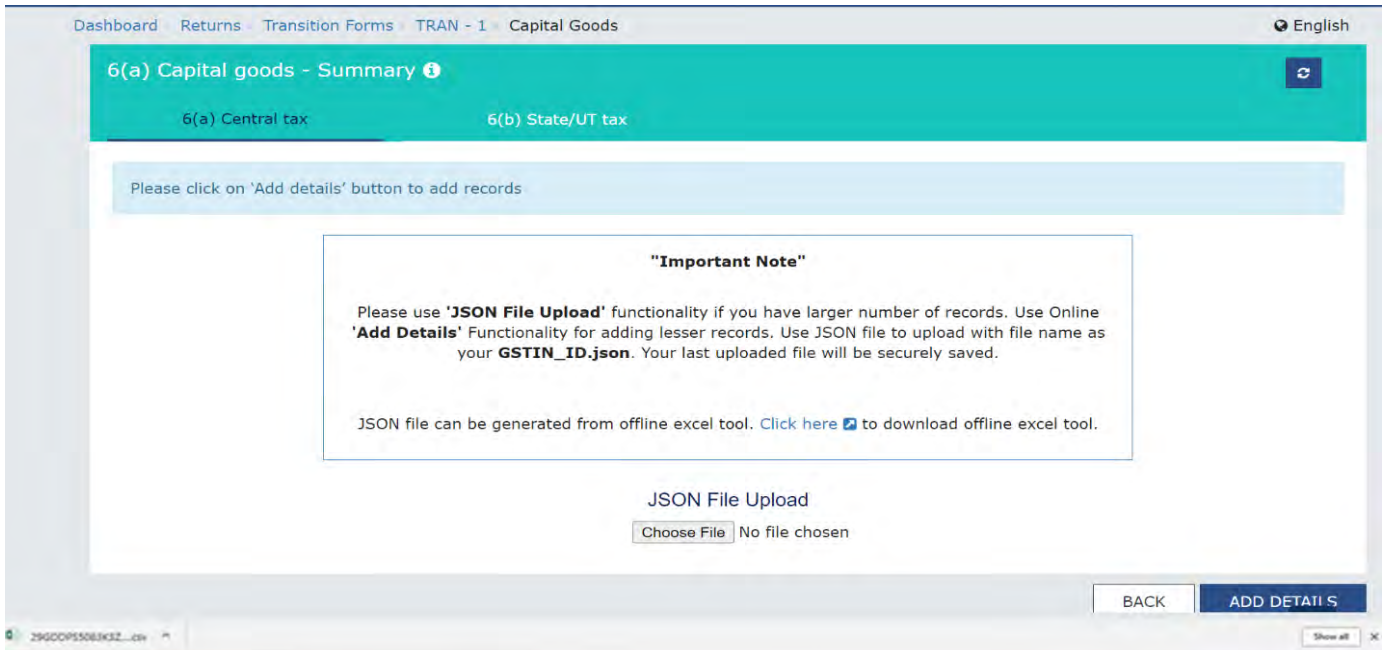 Dashboard Returns Transition Forms TRAN - 1 Capital Goods English
6(a) Capital goods - Summary
6(a) Central tax 6(b) State/UT tax
Please click on 'Add details' button to add records
"Important Note"
Please use 'JSON File Upload' functionality if you have larger number of records. Use Online
'Add Details' Functionality for adding lesser records. Use JSON file to upload with file name as
your GSTIN_ID.json. Your last uploaded file will be securely saved.
JSON file can be generated from offline excel tool. Click here to download offline excel tool.
JSON File Upload
Choose File No file chosen
BACK ADD DETAILS
Show all